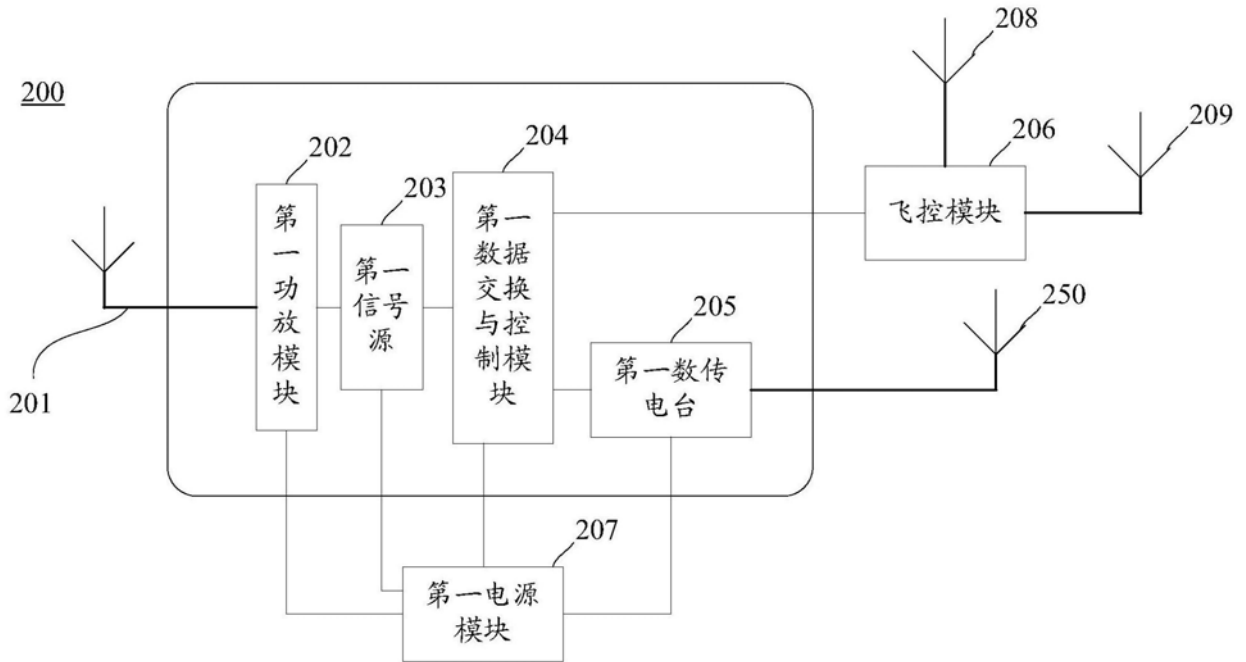 200
208
209
202
204
206
203
第
一
功
放
模
块
第一
信号
源
第一
数据
交换
与控
制模
块
飞控模块
205
250
第一数传
电台
201
207
第一电源
模块